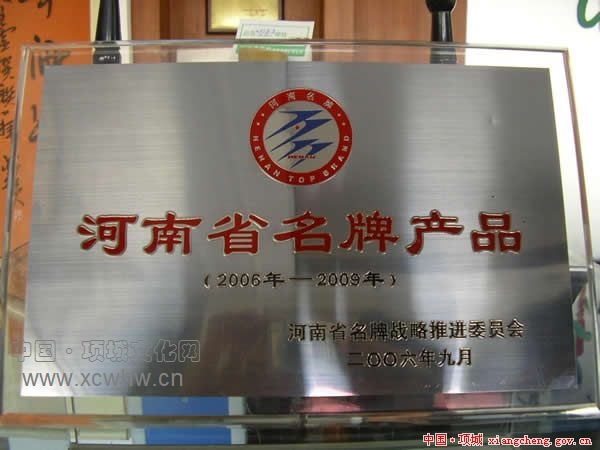 河南名牌
HENAN
HENAN TOP BRAND
河南省名牌产品
(2006年—2009年)
河南省名牌战略推进委员会
二〇〇六年九月
中国·项城文化网
www.xcwhw.cn
中国·项城 xiangcheng.gov.cn